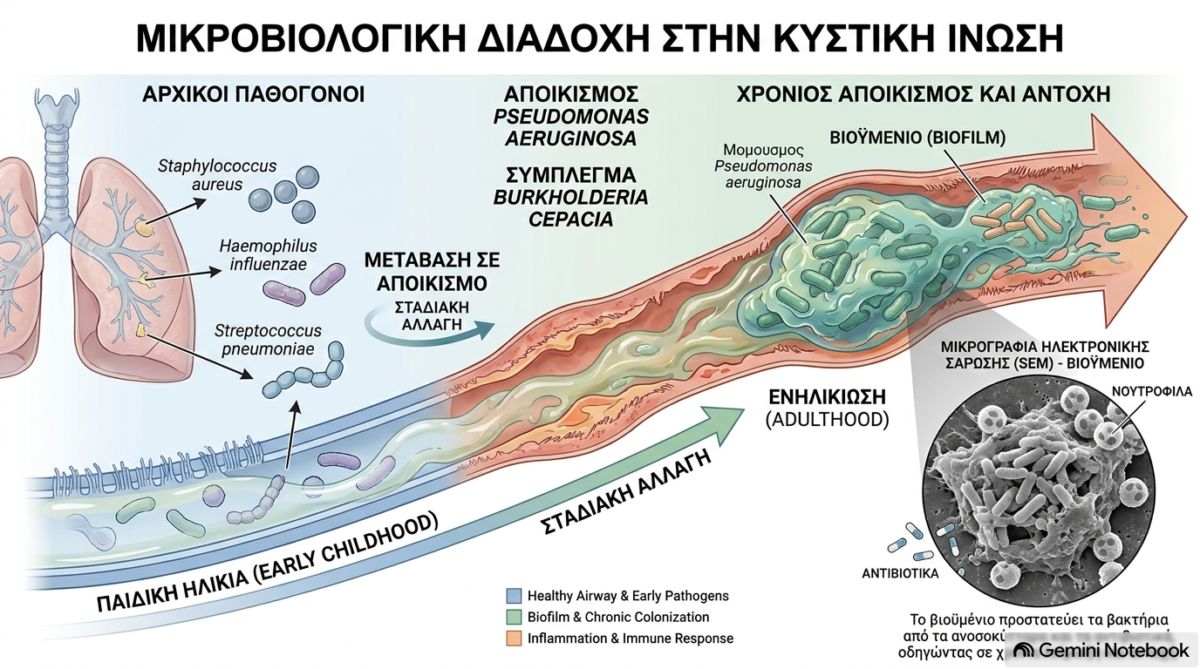 ΜΙΚΡΟΒΙΟΛΟΓΙΚΗ ΔΙΑΔΟΧΗ ΣΤΗΝ ΚΥΣΤΙΚΗ ΙΝΩΣΗ
ΑΡΧΙΚΟΙ ΠΑΘΟΓΟΝΟΙ
Staphylococcus
aureus
Haemophilus
influenzae
Streptococcus
pneumoniae
ΜΕΤΑΒΑΣΗ ΣΕ
ΑΠΟΙΚΙΣΜΟ
ΣΤΑΔΙΑΚΗ
ΑΛΛΑΓΗ
ΑΠΟΙΚΙΣΜΟΣ
PSEUDOMONAS
AERUGINOSA
ΣΥΜΠΛΕΓΜΑ
BURKHOLDERIA
CEPACIA
ΧΡΟΝΙΟΣ ΑΠΟΙΚΙΣΜΟΣ ΚΑΙ ΑΝΤΟΧΗ
ΒΙΟΫΜΕΝΙΟ (BIOFILM)
Μομουσμος
Pseudomonas
aeruginosa
ΠΑΙΔΙΚΗ ΗΛΙΚΙΑ (EARLY CHILDHOOD)
ΣΤΑΔΙΑΚΗ ΑΛΛΑΓΗ
ΕΝΗΛΙΚΙΩΣΗ
(ADULTHOOD)
ΜΙΚΡΟΓΡΑΦΙΑ ΗΛΕΚΤΡΟΝΙΚΗΣ
ΣΑΡΩΣΗΣ (SEM) - ΒΙΟΫΜΕΝΙΟ
ΝΟΥΤΡΟΦΙΛΑ
ΑΝΤΙΒΙΟΤΙΚΑ
Healthy Airway & Early Pathogens
Biofilm & Chronic Colonization
Inflammation & Immune Response
Το βιοϋμένιο προστατεύει τα βακτήρια
από τα
οδηγώντας σε
Gemini Notebook